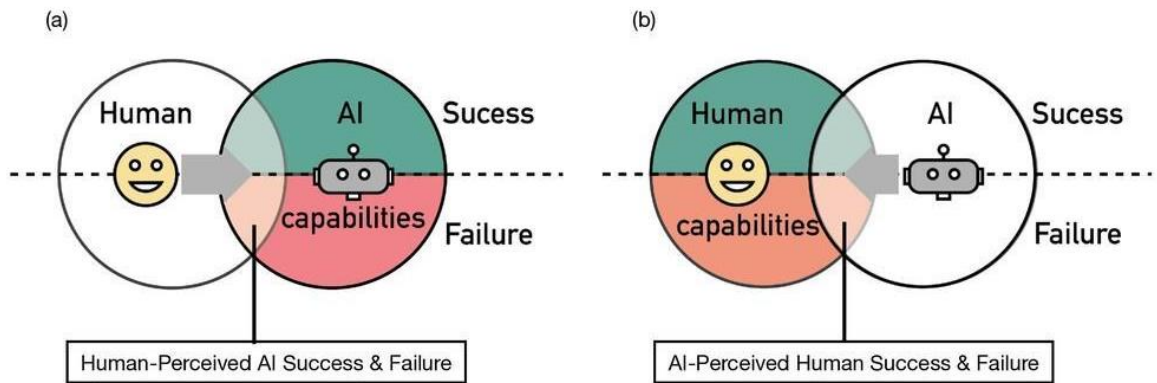 (a)
Human
AI
Sucess
capabilities
Failure
Human-Perceived AI Success & Failure
(b)
Human
AI
Sucess
capabilities
Failure
AI-Perceived Human Success & Failure